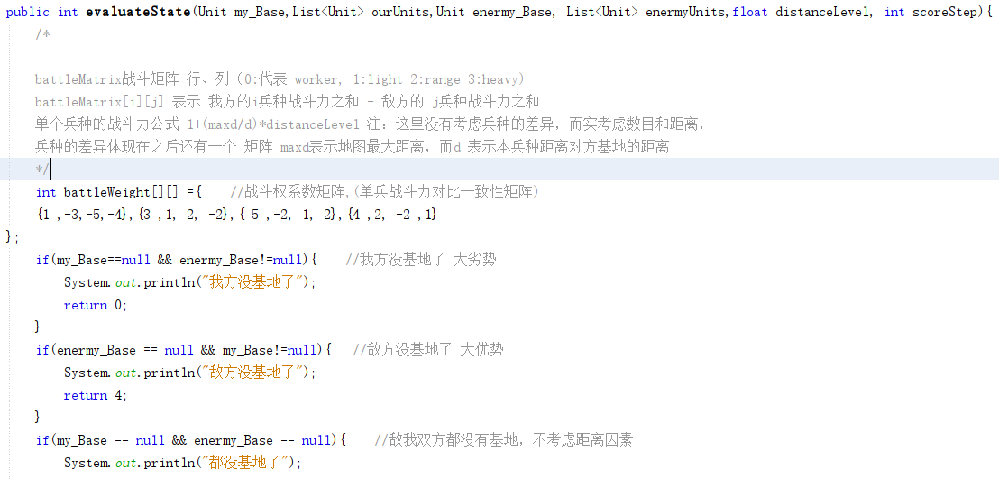 public int evaluateState(Unit my_Base,List<Unit> ourUnits,Unit enermy_Base, List<Unit> enermyUnits,float distanceLevel, int scoreStep){
/*
battleMatrix战斗矩阵 行、列（0:代表 worker, 1:light 2:range 3:heavy)
battleMatrix[i][j] 表示 我方的i兵种战斗力之和 - 敌方的 j兵种战斗力之和
单个兵种的战斗力公式 1+(maxd/d)*distanceLevel 注: 这里没有考虑兵种的差异，而实考虑数目和距离，
兵种的差异体现在之后还有一个 矩阵 maxd表示地图最大距离，而d 表示本兵种距离对方基地的距离
*/
int battleWeight[][] ={ //战斗权系数矩阵,(单兵战斗力对比一致性矩阵)
{1 ,-3,-5,-4},{3 ,1, 2, -2},{ 5 ,-2, 1, 2},{4 ,2, -2 ,1}
};
if(my_Base==null && enermy_Base!=null){ //我方没基地了 大劣势
System.out.println("我方没基地了");
return 0;
}
if(enermy_Base == null && my_Base!=null){ //敌方没基地了 大优势
System.out.println("敌方没基地了");
return 4;
}
if(my_Base == null && enermy_Base == null){ //敌我双方都没有基地，不考虑距离因素
System.out.println("都没基地了");